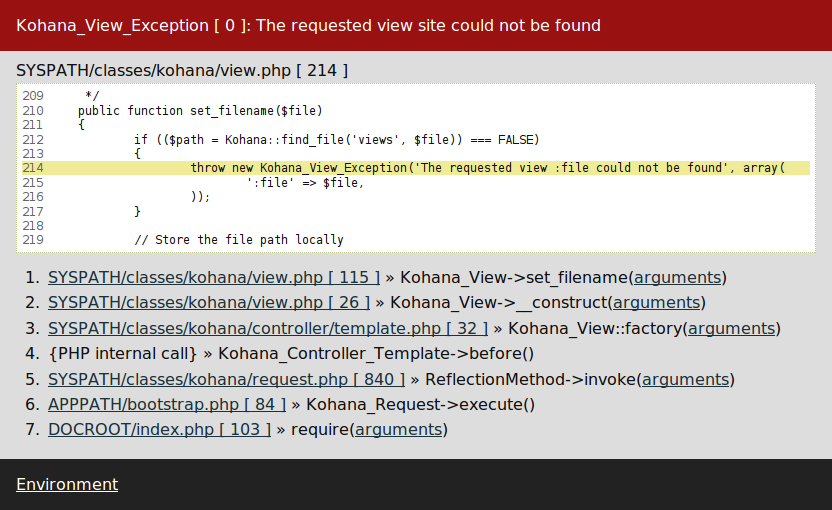 Kohana_View_Exception [ 0 ]: The requested view site could not be found
SYSPATH/classes/kohana/view.php [ 214 ]
209      */
210     public function set_filename($file)
211     {
212             if (($path = Kohana::find_file('views', $file)) === FALSE)
213             {
214                     throw new Kohana_View_Exception('The requested view :file could not be found', array(
215                             ':file' => $file,
216                     ));
217             }
218
219             // Store the file path locally
1. SYSPATH/classes/kohana/view.php [ 115 ] » Kohana_View->set_filename(arguments)
2. SYSPATH/classes/kohana/view.php [ 26 ] » Kohana_View->__construct(arguments)
3. SYSPATH/classes/kohana/controller/template.php [ 32 ] » Kohana_View::factory(arguments)
4. {PHP internal call} » Kohana_Controller_Template->before()
5. SYSPATH/classes/kohana/request.php [ 840 ] » ReflectionMethod->invoke(arguments)
6. APPPATH/bootstrap.php [ 84 ] » Kohana_Request->execute()
7. DOCROOT/index.php [ 103 ] » require(arguments)
Environment